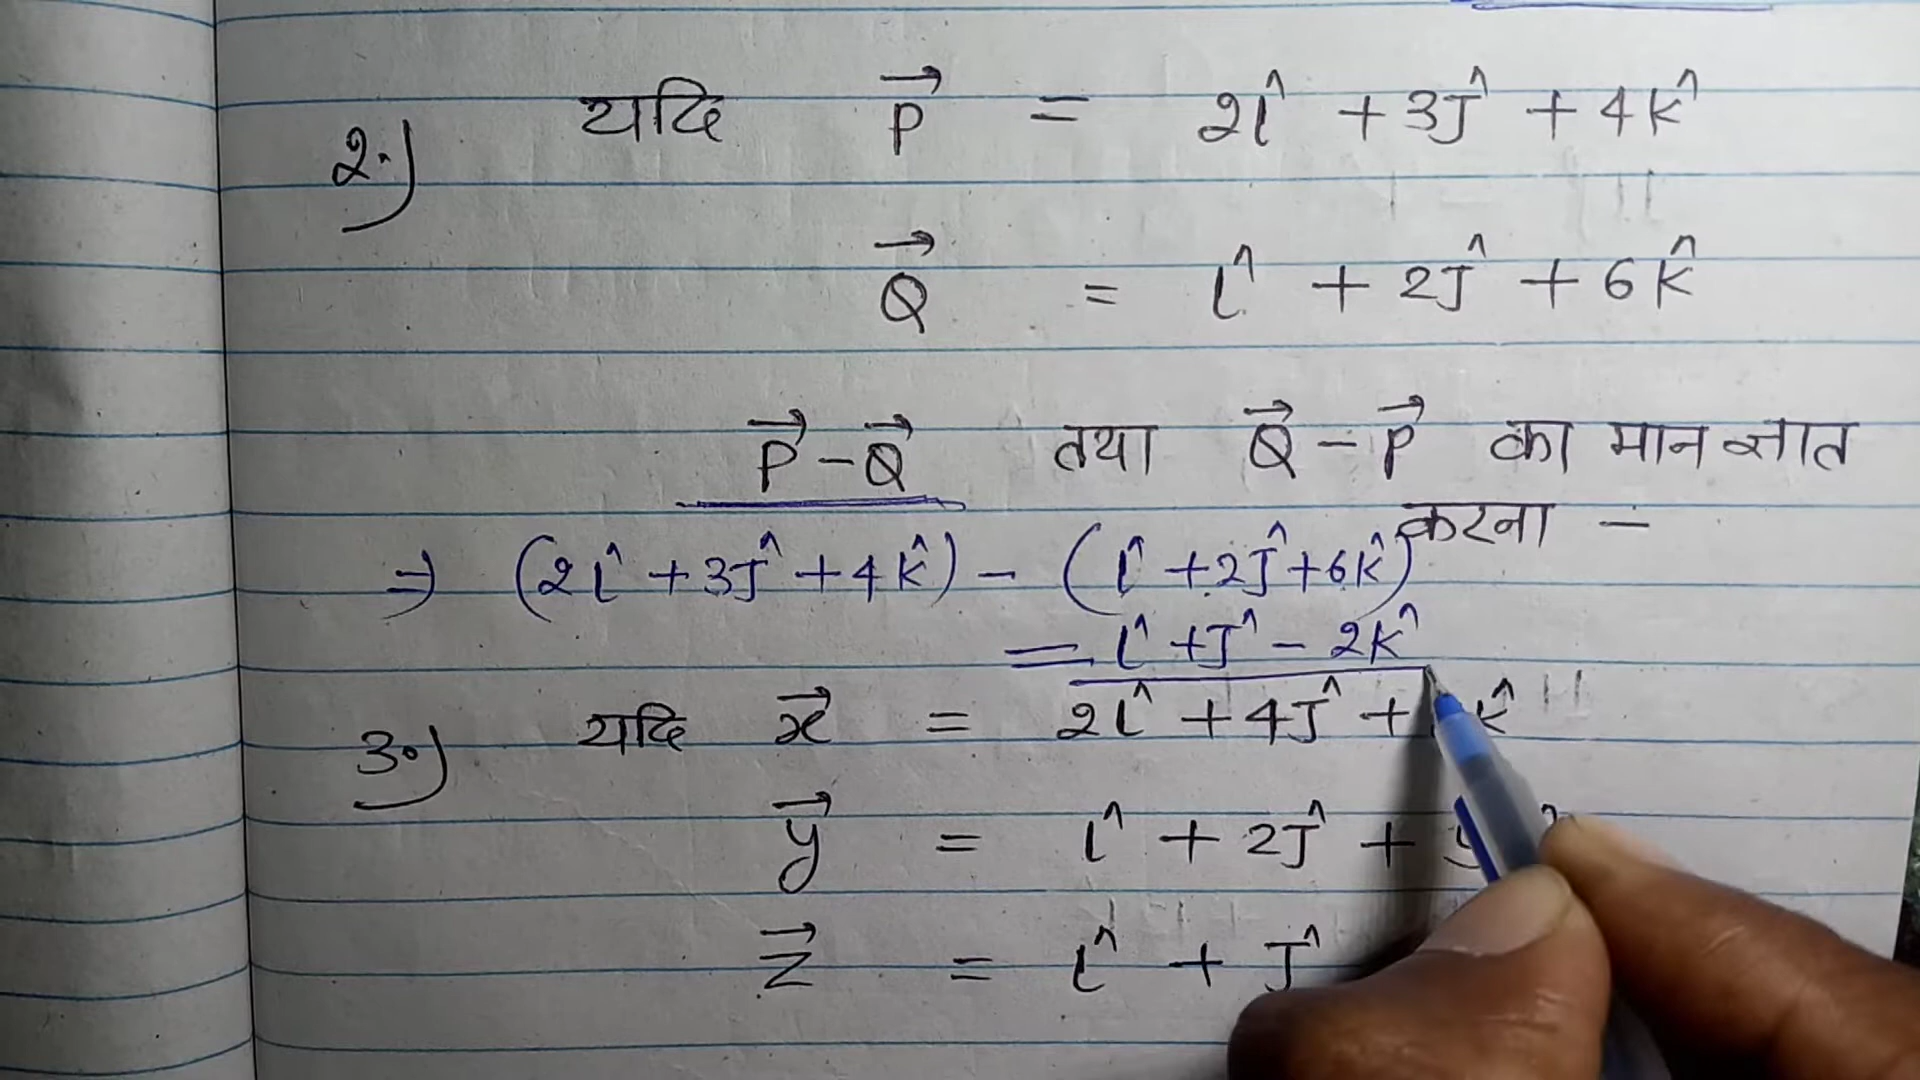 2.) यदि P⃗ = 2î + 3Ĵ + 4K̂
Q⃗ = î + 2Ĵ + 6K̂
P⃗ - Q⃗ तथा Q⃗ - P⃗ का मान ज्ञात
करना -
⇒ (2î + 3Ĵ + 4K̂) - (î + 2Ĵ + 6K̂)
= î + Ĵ - 2K̂
3.) यदि x⃗ = 2î + 4Ĵ + K̂
y⃗ = î + 2Ĵ +
Z⃗ = î + Ĵ